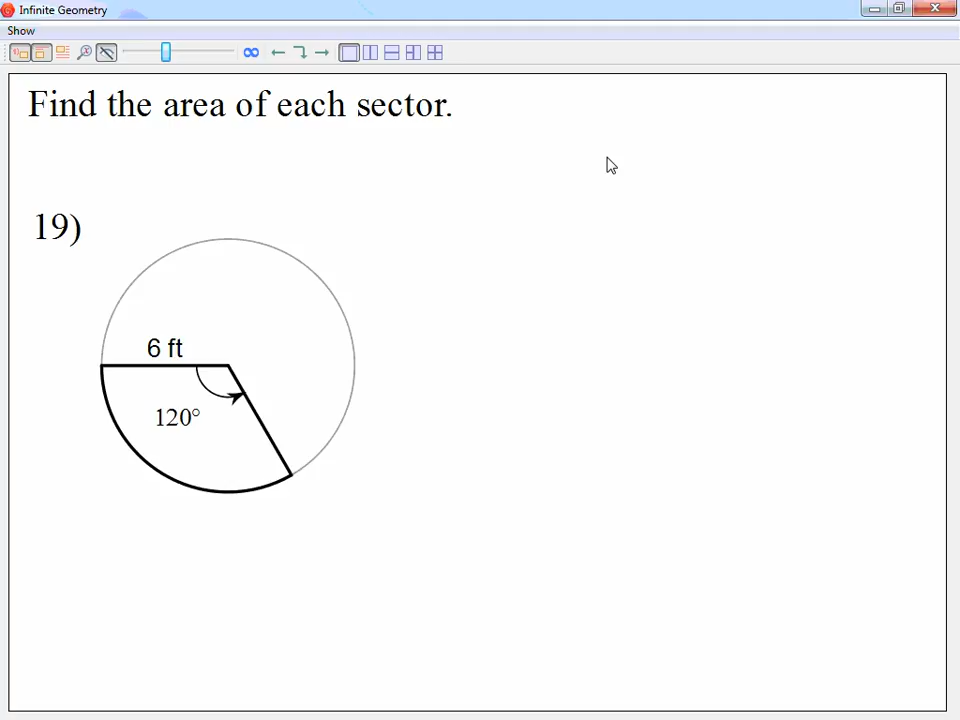 Infinite Geometry
Show
Find the area of each sector.
19)
6 ft
120°